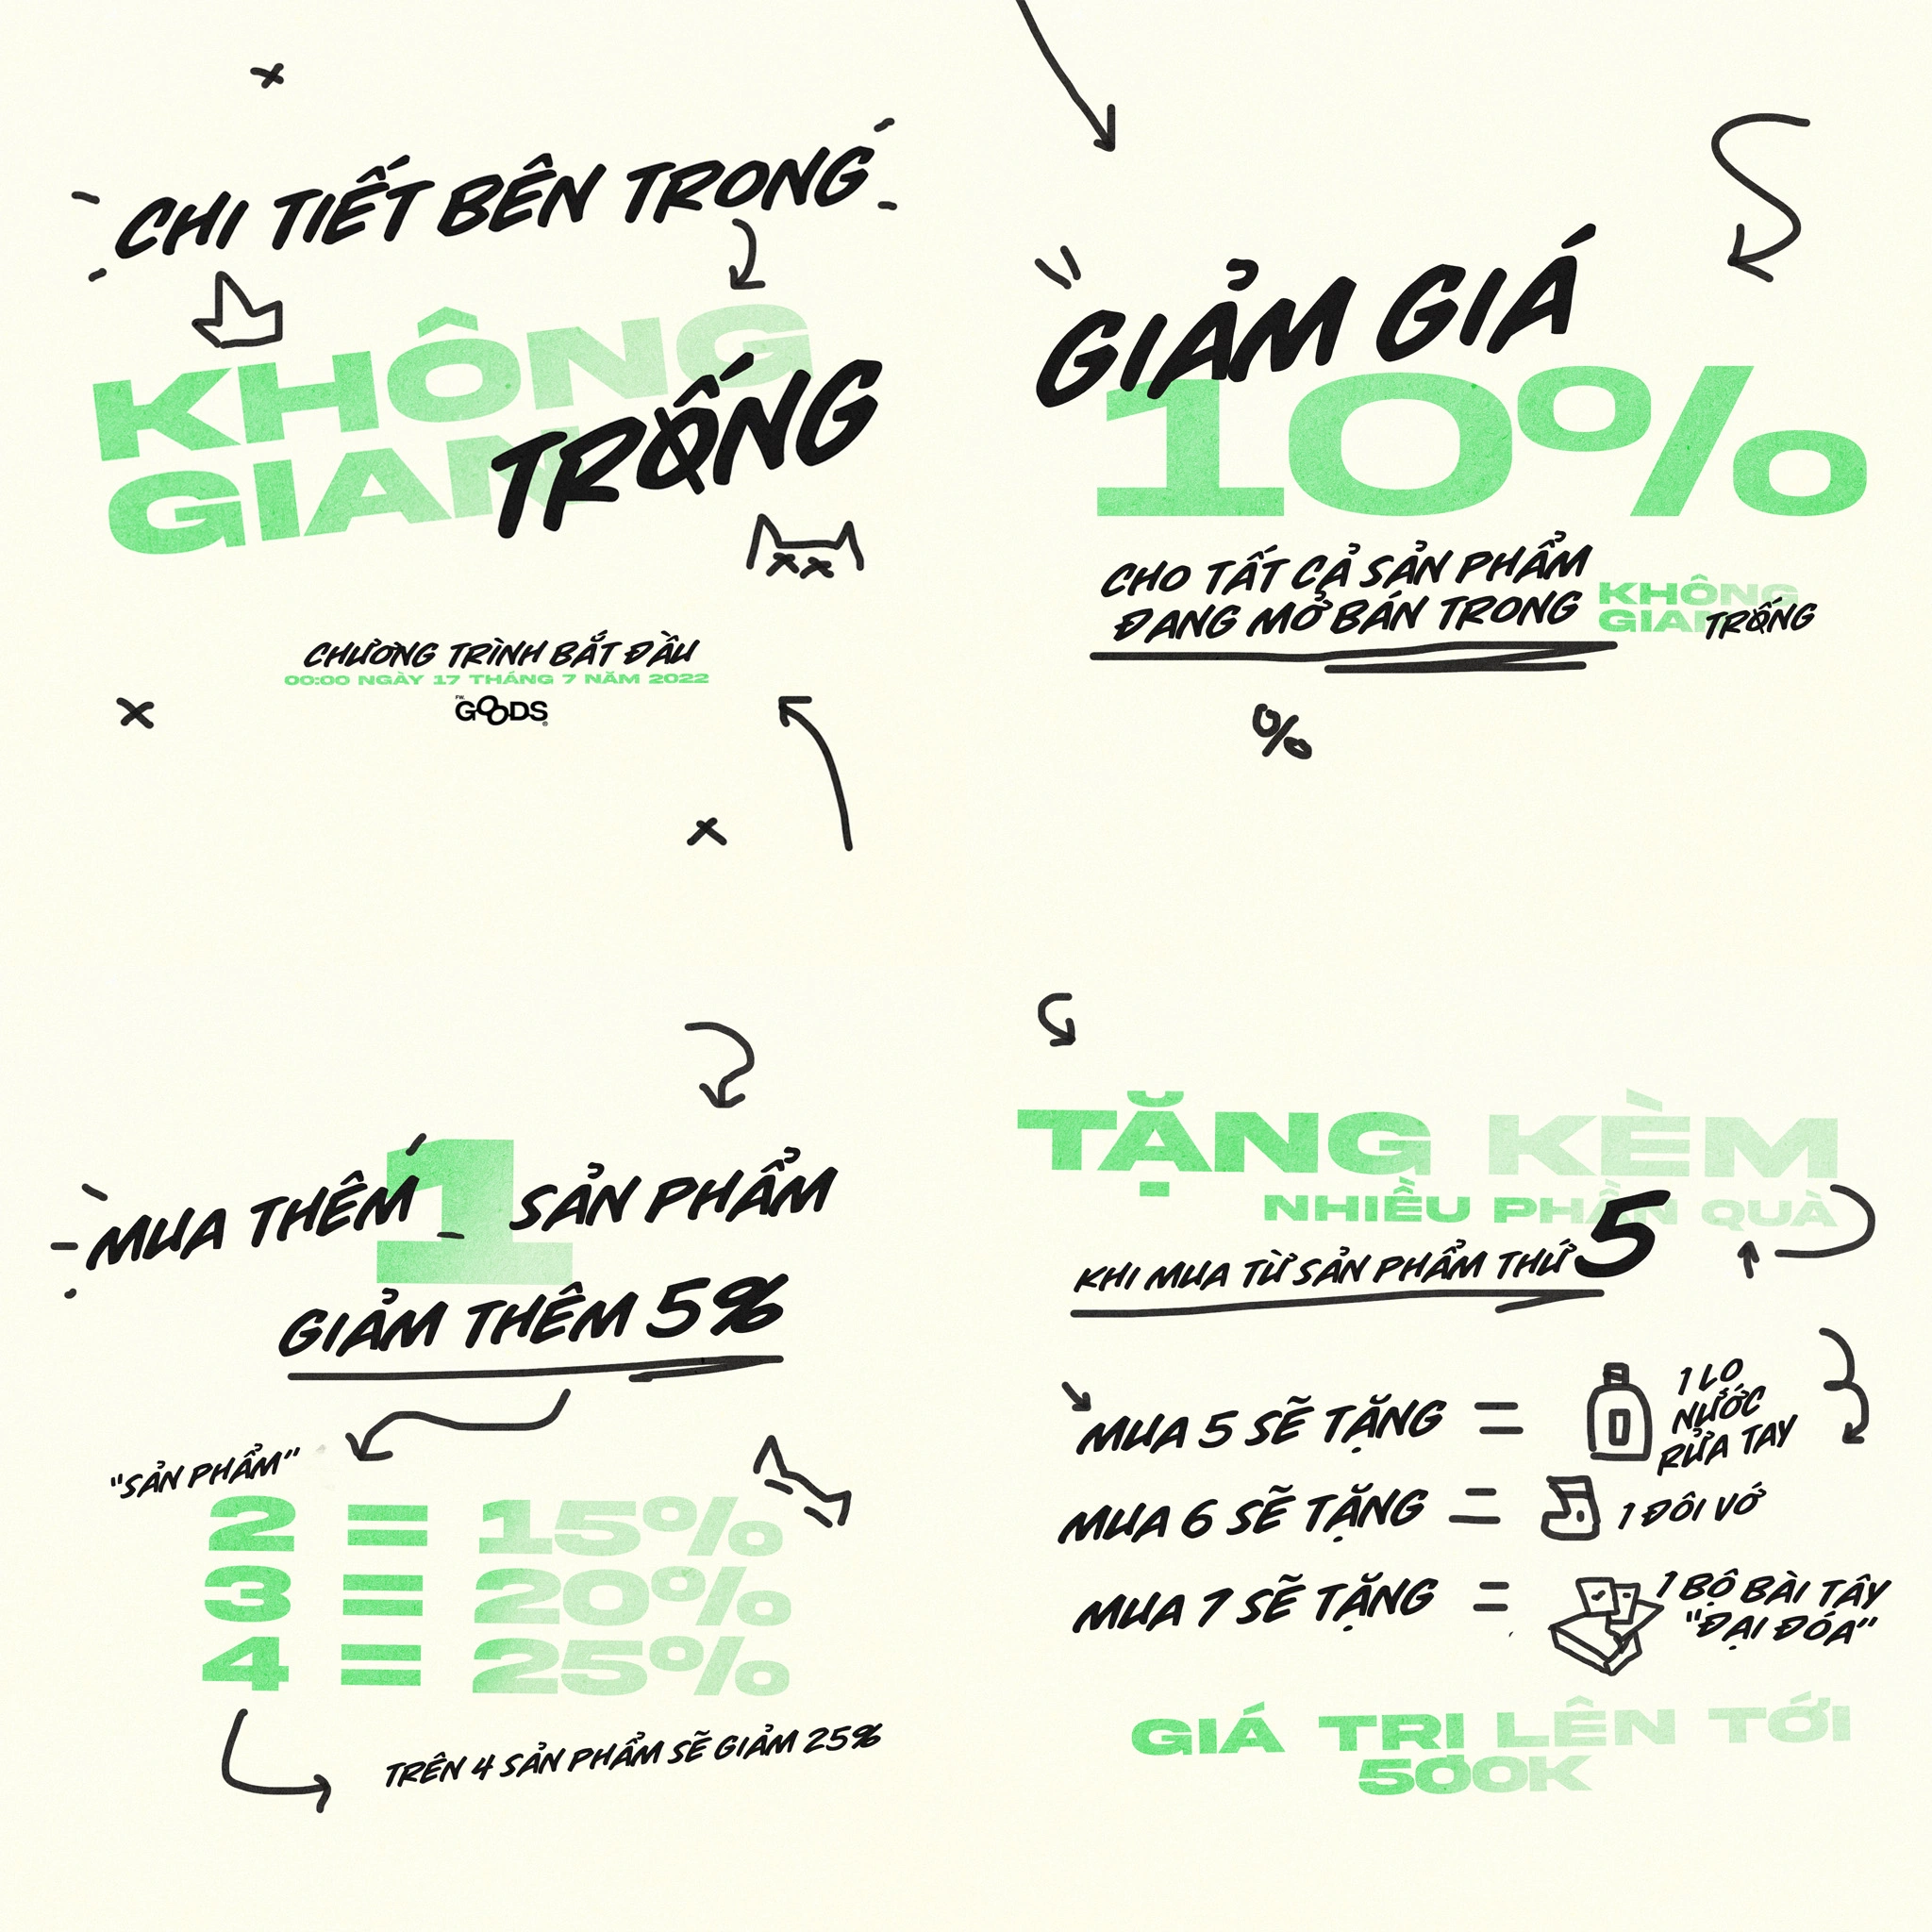 CHI TIẾT BÊN TRONG
KHÔNG
GIAN
TRỐNG
CHƯƠNG TRÌNH BẮT ĐẦU
00:00 NGÀY 17 THÁNG 7 NĂM 2022
FW.
GOODS
GIẢM GIÁ
10%
CHO TẤT CẢ SẢN PHẨM
ĐANG MỞ BÁN TRONG
KHÔNG
GIAN
TRỐNG
%
MUA THÊM 1 SẢN PHẨM
GIẢM THÊM 5%
"SẢN PHẨM"
2 = 15%
3 = 20%
4 = 25%
TRÊN 4 SẢN PHẨM SẼ GIẢM 25%
TẶNG KÈM
NHIỀU PHẦN QUÀ
KHI MUA TỪ SẢN PHẨM THỨ 5
MUA 5 SẼ TẶNG =
1 LO
NƯỚC
RỬA TAY
MUA 6 SẼ TẶNG = 1 ĐÔI VỚ
MUA 7 SẼ TẶNG =
1 BỘ BÀI TÂY
"ĐẠI ĐÓA"
GIÁ TRỊ LÊN TỚI
500K